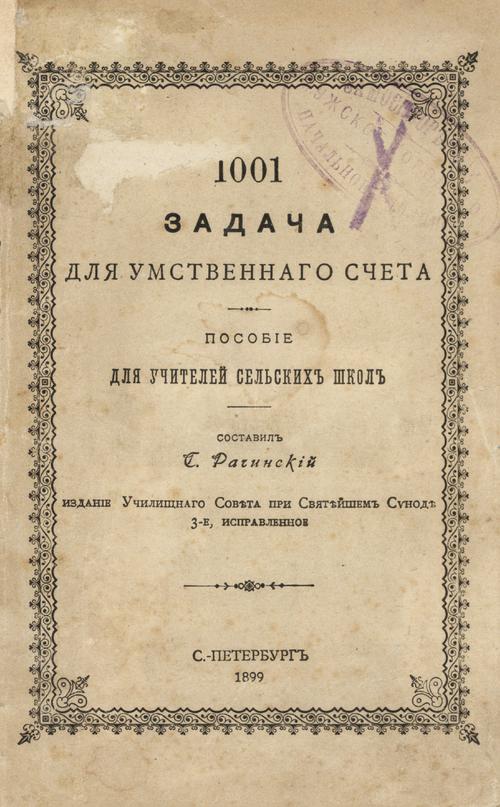 1001
ЗАДАЧА
ДЛЯ УМСТВЕННАГО СЧЕТА
ПОСОБІЕ
ДЛЯ УЧИТЕЛЕЙ СЕЛЬСКИХЪ ШКОЛЪ
СОСТАВИЛЪ
С. Рачинскій
ИЗДАНІЕ УЧИЛИЩНАГО СОВѢТА ПРИ СВЯТѢЙШЕМЪ СѴНОДѢ
3-Е, ИСПРАВЛЕННОЕ
С.-ПЕТЕРБУРГЪ
1899